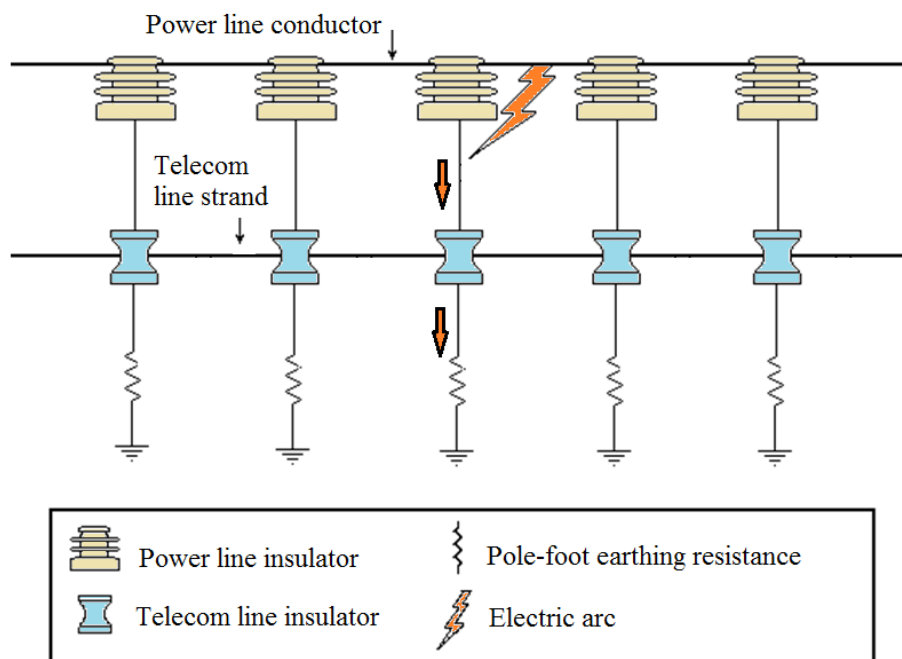 Power line conductor
Telecom
line strand
Power line insulator
Pole-foot earthing resistance
Telecom line insulator
Electric arc